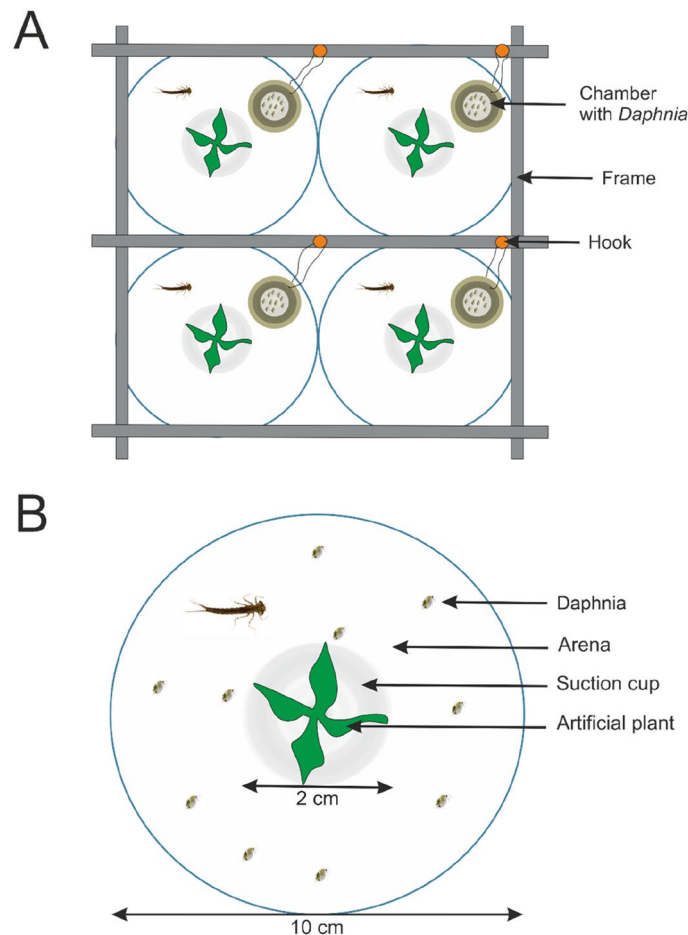 A
Chamber
with Daphnia
Frame
Hook
B
Daphnia
Arena
Suction cup
Artificial plant
2 cm
10 cm